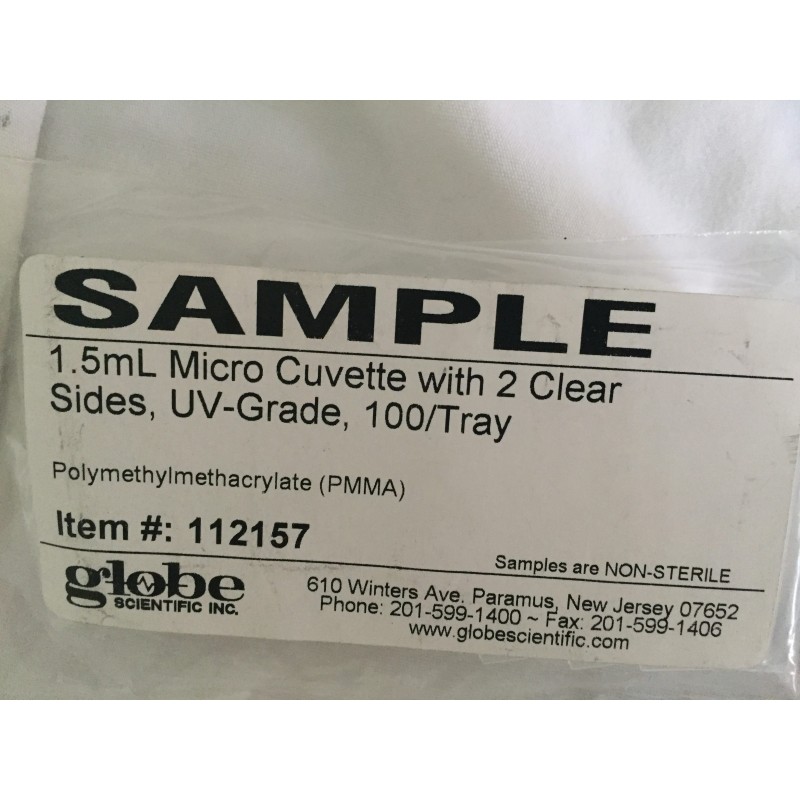 SAMPLE
1.5mL Micro Cuvette with 2 Clear
Sides, UV-Grade, 100/Tray
Polymethylmethacrylate (PMMA)
Item #: 112157
Samples are NON-STERILE
globe
SCIENTIFIC INC.
610 Winters Ave. Paramus, New Jersey 07652
Phone: 201-599-1400 ~ Fax: 201-599-1406
www.globescientific.com